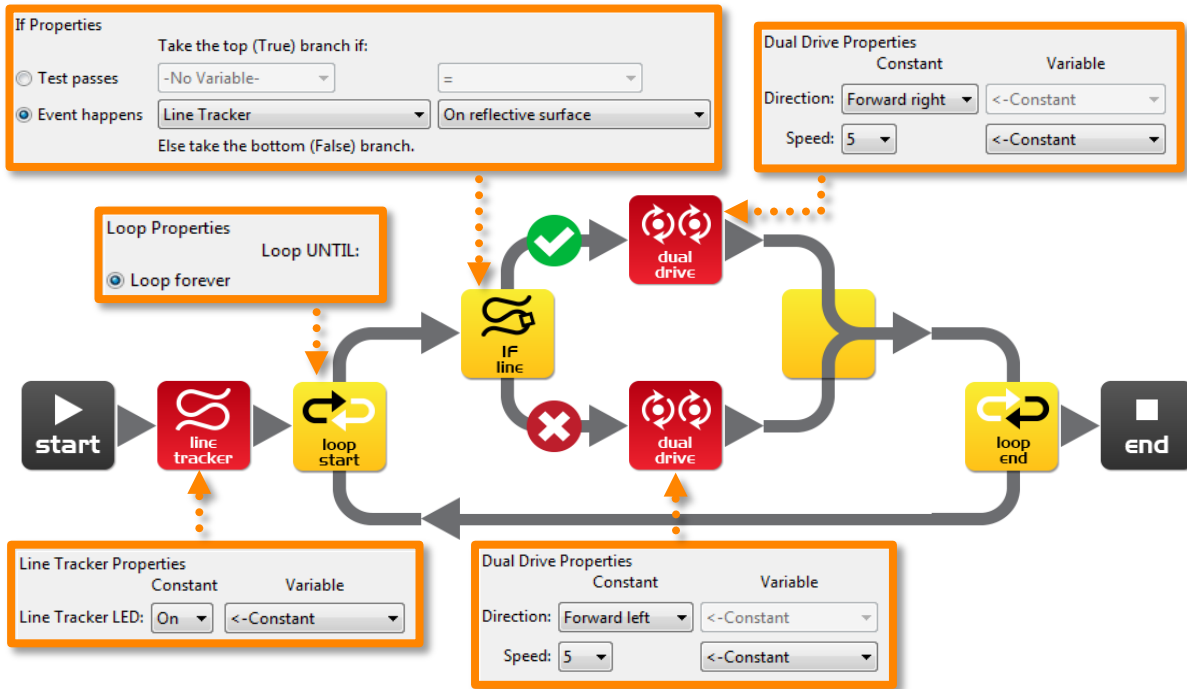 If Properties
Take the top (True) branch if:
Test passes -No Variable- =
Event happens Line Tracker On reflective surface
Else take the bottom (False) branch.
Dual Drive Properties
Constant Variable
Direction: Forward right <-Constant
Speed: 5 <-Constant
Loop Properties
Loop UNTIL:
Loop forever
dual
drive
IF
line
start
line
tracker
loop
start
dual
drive
loop
end
end
Line Tracker Properties
Constant Variable
Line Tracker LED: On <-Constant
Dual Drive Properties
Constant Variable
Direction: Forward left <-Constant
Speed: 5 <-Constant